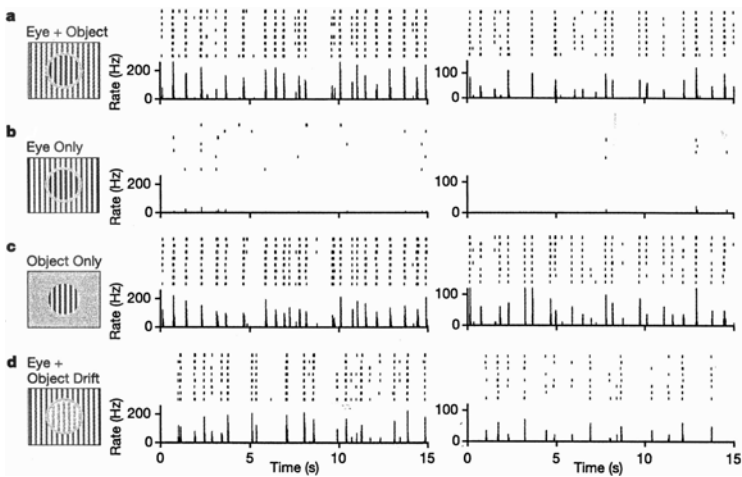 a
Eye + Object
Rate (Hz)
200
0
100
0
b
Eye Only
Rate (Hz)
200
0
100
0
c
Object Only
Rate (Hz)
200
0
100
0
d
Eye +
Object Drift
Rate (Hz)
200
0
100
0
0 5 10 15
Time (s)
0 5 10 15
Time (s)